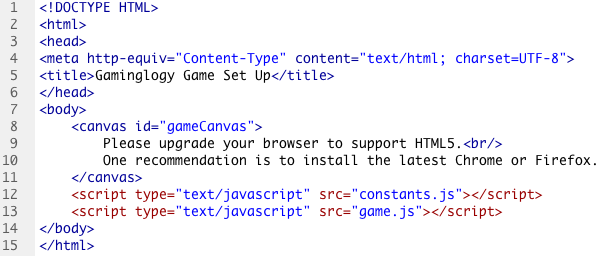 1 <!DOCTYPE HTML>
2 <html>
3 <head>
4 <meta http-equiv="Content-Type" content="text/html; charset=UTF-8">
5 <title>Gaminglogy Game Set Up</title>
6 </head>
7 <body>
8     <canvas id="gameCanvas">
9         Please upgrade your browser to support HTML5.<br/>
10         One recommendation is to install the latest Chrome or Firefox.
11     </canvas>
12     <script type="text/javascript" src="constants.js"></script>
13     <script type="text/javascript" src="game.js"></script>
14 </body>
15 </html>